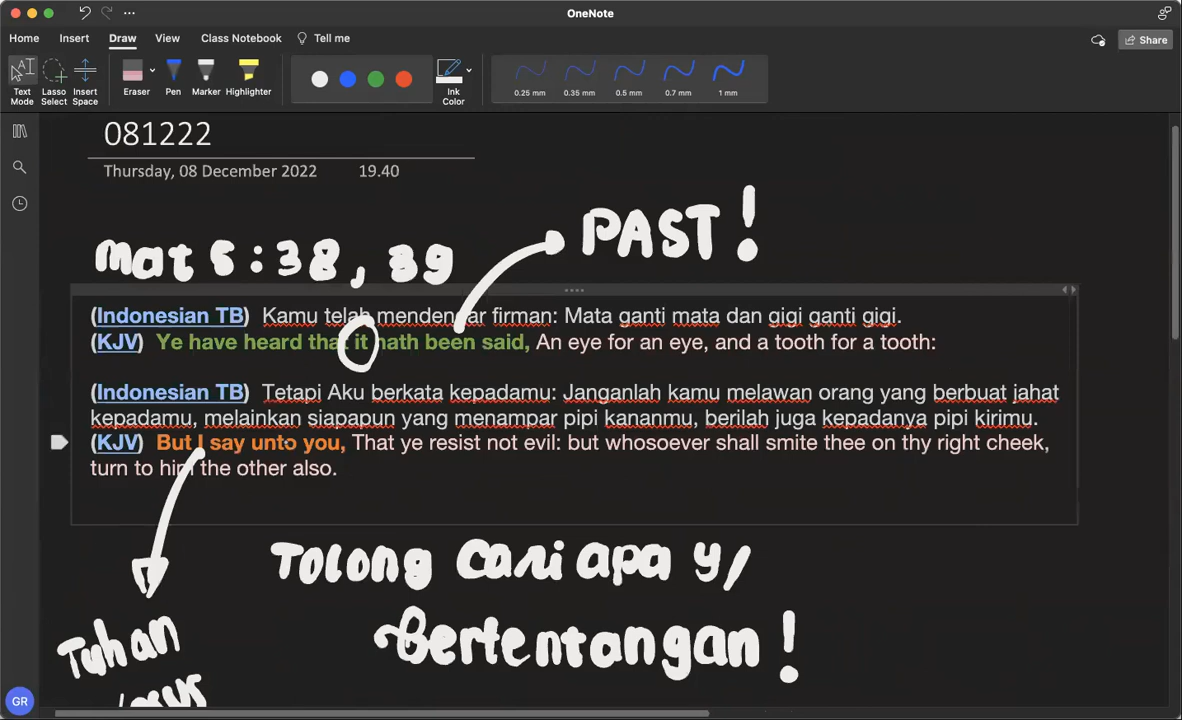 OneNote
Home Insert Draw View Class Notebook Tell me
Share
Text Mode
Lasso Select
Insert Space
Eraser
Pen
Marker
Highlighter
Ink Color
0.25 mm 0.35 mm 0.5 mm 0.7 mm 1 mm
081222
Thursday, 08 December 2022 19.40
PAST!
mat 5:38, 39
(Indonesian TB) Kamu telah mendengar firman: Mata ganti mata dan gigi ganti gigi.
(KJV) Ye have heard that it hath been said, An eye for an eye, and a tooth for a tooth:
(Indonesian TB) Tetapi Aku berkata kepadamu: Janganlah kamu melawan orang yang berbuat jahat
kepadamu, melainkan siapapun yang menampar pipi kananmu, berilah juga kepadanya pipi kirimu.
(KJV) But I say unto you, That ye resist not evil: but whosoever shall smite thee on thy right cheek,
turn to him the other also.
Tolong cari apa y/
Bertentangan!
Tuhan
GR